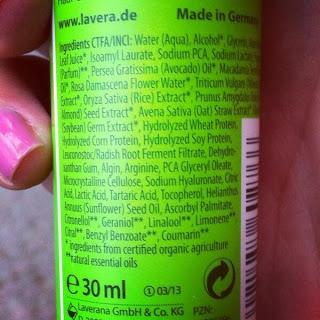 www.lavera.de Made in Germany
Ingredients CTFA/INCI: Water (Aqua), Alcohol*, Glycerin,
Leaf Juice*, Isoamyl Laurate, Sodium PCA, Sodium Lactate,
(Parfum)**, Persea Gratissima (Avocado) Oil*, Macadamia
Oil*, Rosa Damascena Flower Water*, Triticum Vulgare
Extract*, Oryza Sativa (Rice) Extract*, Prunus Amygdalus
Almond) Seed Extract*, Avena Sativa (Oat) Straw Extract*,
(Soybean) Germ Extract*, Hydrolyzed Wheat Protein,
Hydrolyzed Corn Protein, Hydrolyzed Soy Protein,
Leuconostoc/Radish Root Ferment Filtrate, Dehydro-
xanthan Gum, Algin, Arginine, PCA Glyceryl Oleate,
Microcrystalline Cellulose, Sodium Hyaluronate, Citric
Acid, Lactic Acid, Tartaric Acid, Tocopherol, Helianthus
Annuus (Sunflower) Seed Oil, Ascorbyl Palmitate,
Citronellol**, Geraniol**, Linalool**, Limonene**,
Citral**, Benzyl Benzoate**, Coumarin**
* ingredients from certified organic agriculture
**natural essential oils
e 30 ml 1 03/13
Laverana GmbH & Co. KG PZN: